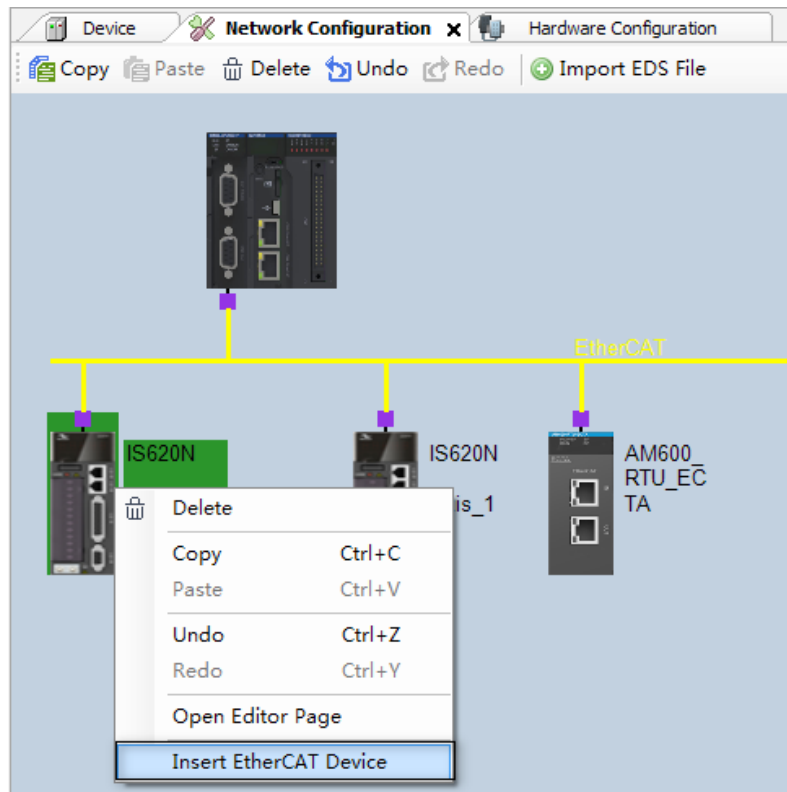 Device
Network Configuration
Hardware Configuration
Copy Paste Delete Undo Redo Import EDS File
EtherCAT
IS620N
IS620N
is_1
AM600_
RTU_EC
TA
Delete
Copy Ctrl+C
Paste Ctrl+V
Undo Ctrl+Z
Redo Ctrl+Y
Open Editor Page
Insert EtherCAT Device